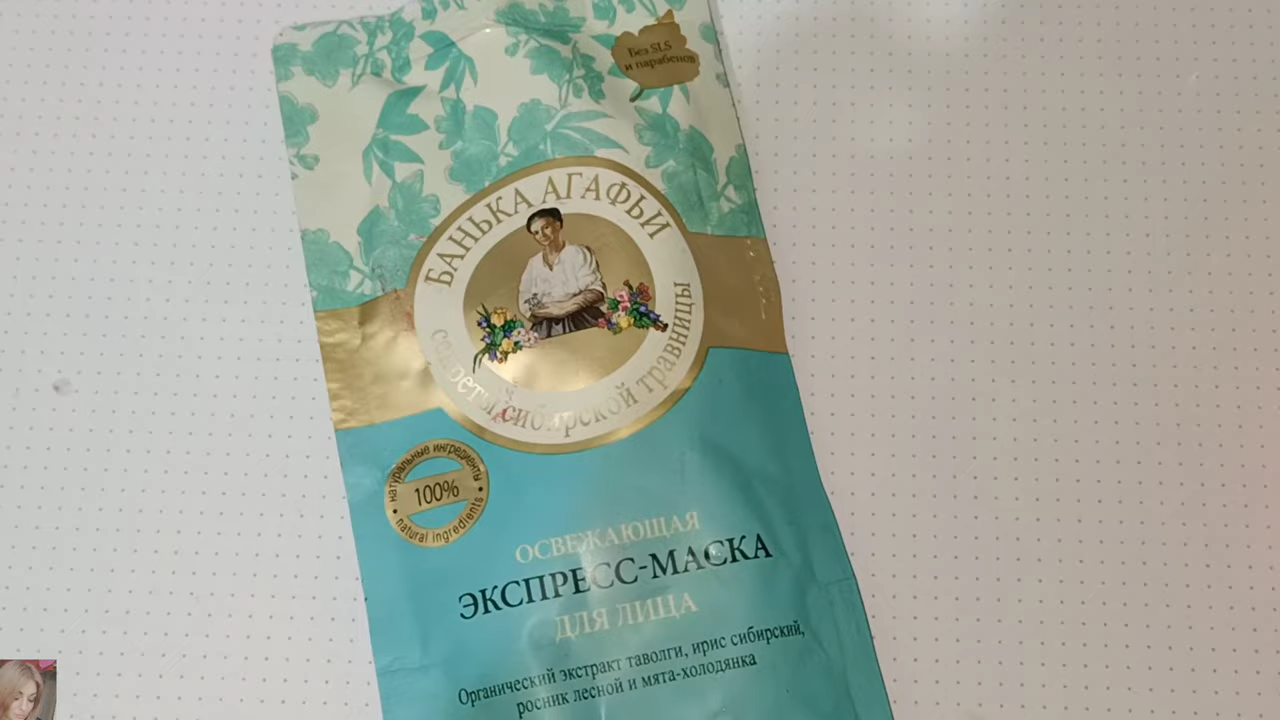 Без SLS
и парабенов
БАНЬКА АГАФЬИ
секреты сибирской травницы
натуральные ингредиенты
100%
natural ingredients
ОСВЕЖАЮЩАЯ
ЭКСПРЕСС-МАСКА
ДЛЯ ЛИЦА
Органический экстракт таволги, ирис сибирский,
росник лесной и мята-холодянка